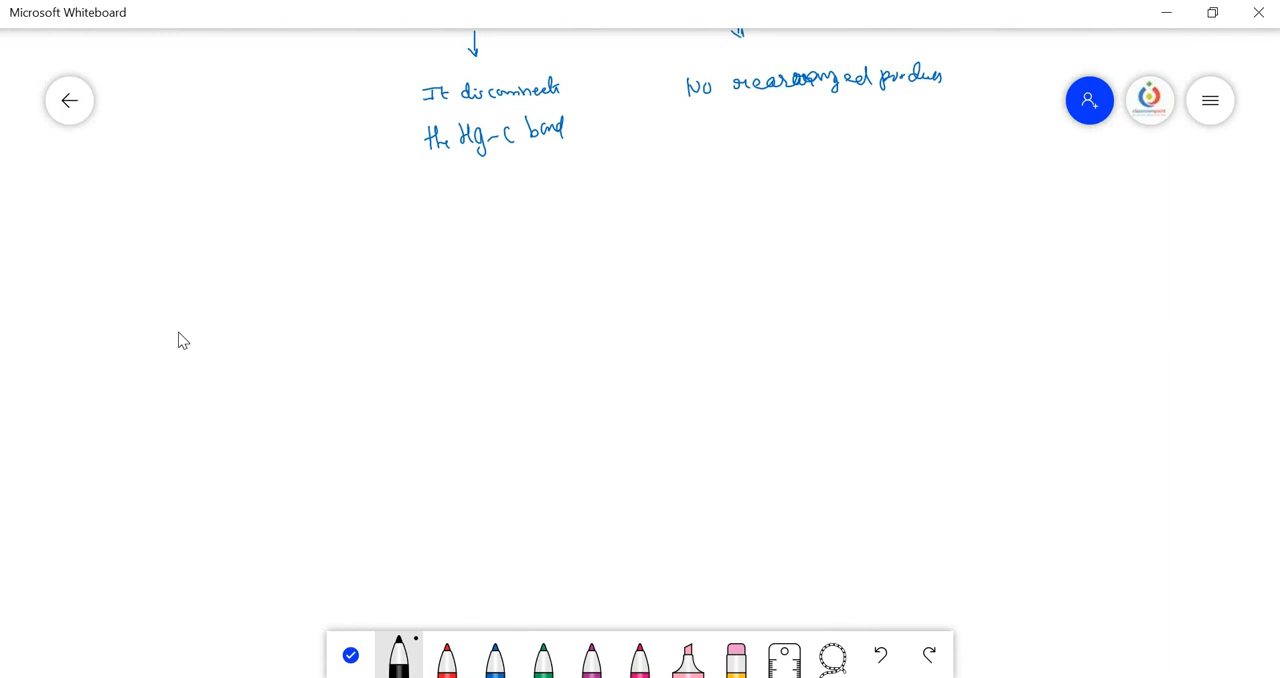 Microsoft Whiteboard
It disconnects
the Hg-C bond
No rearranged products